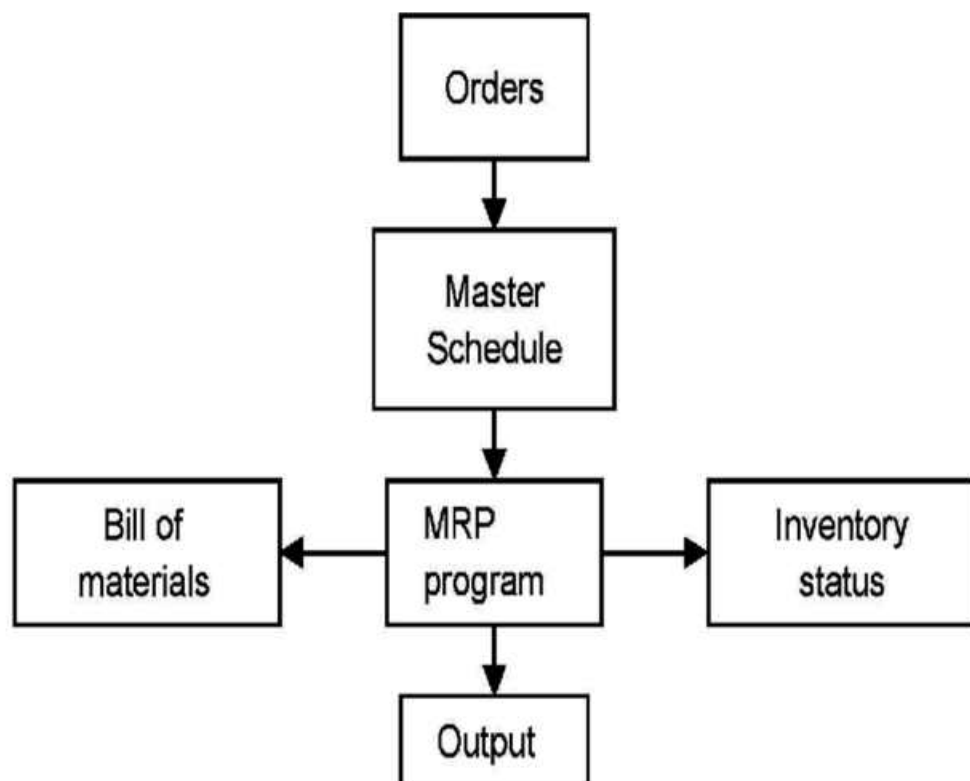 Orders
Master
Schedule
Bill of
materials
MRP
program
Inventory
status
Output